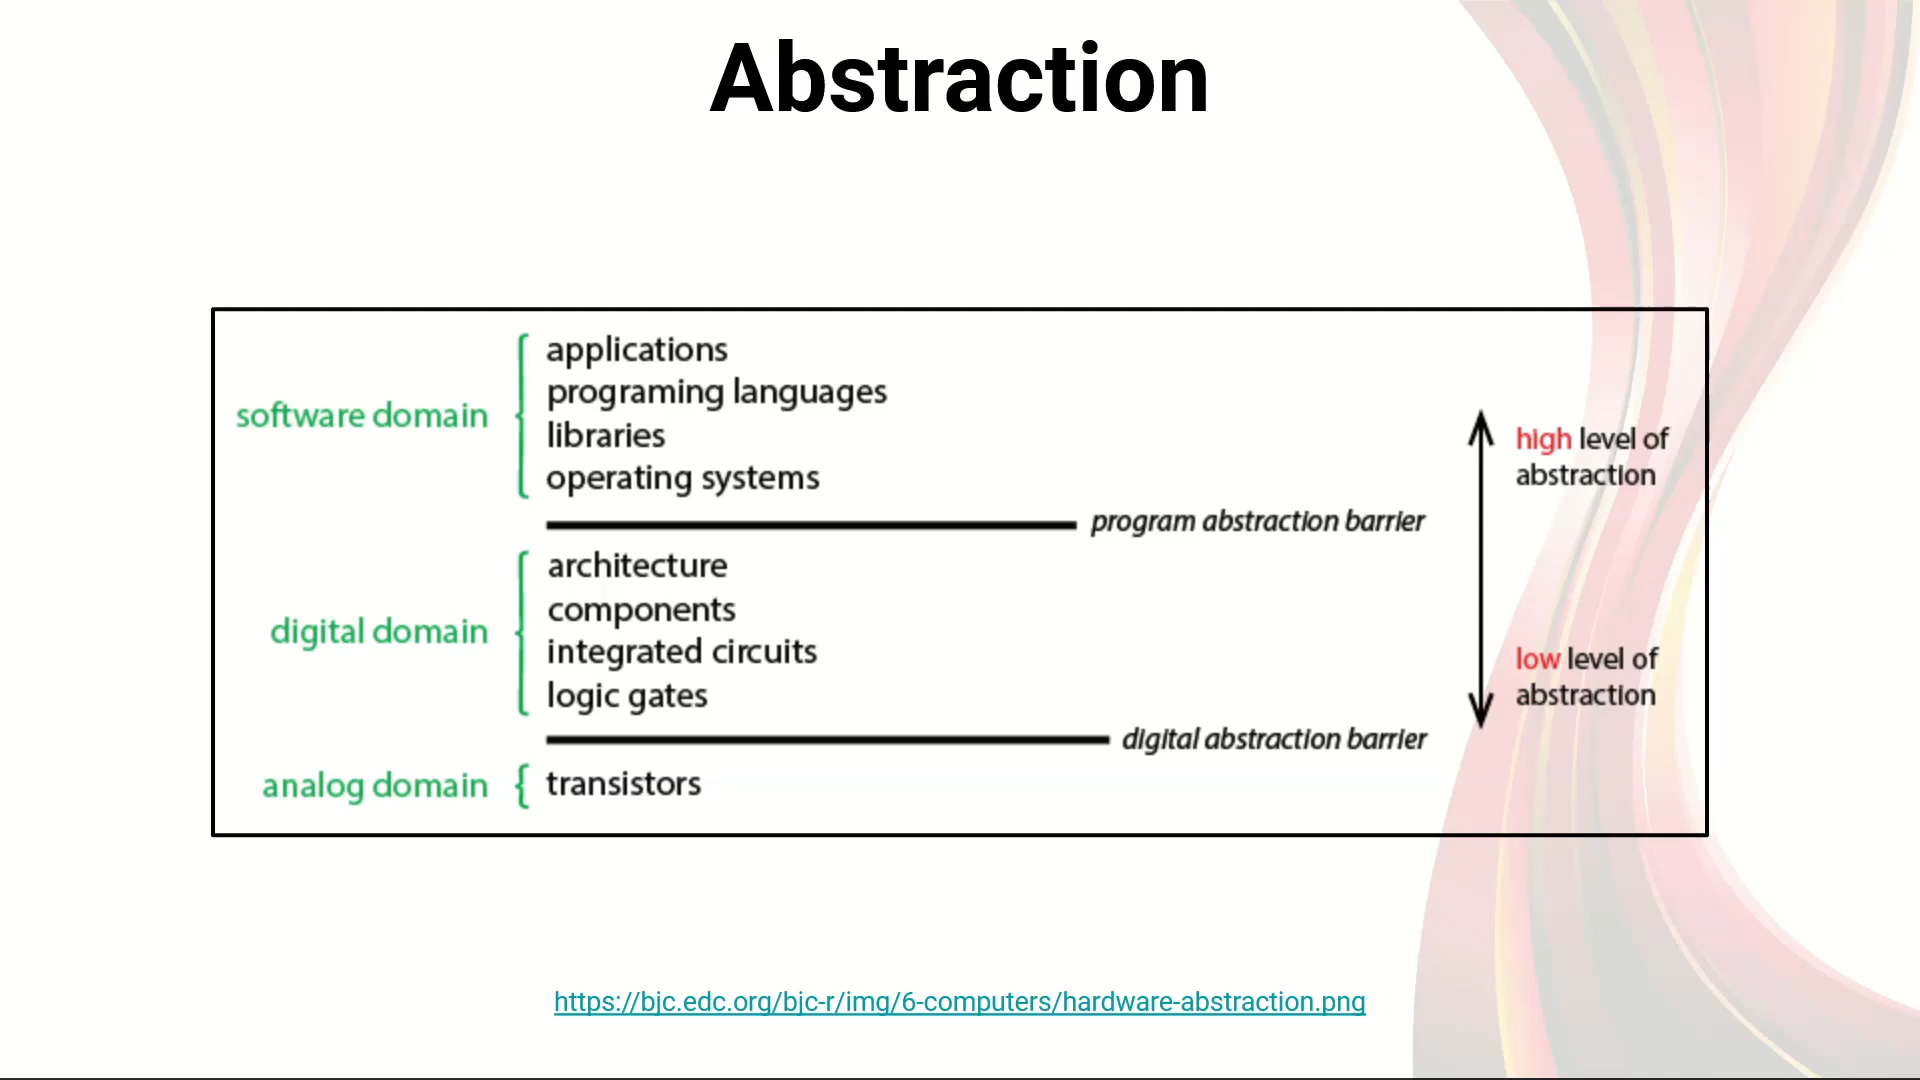 Abstraction
software domain
applications
programing languages
libraries
operating systems
program abstraction barrier
digital domain
architecture
components
integrated circuits
logic gates
digital abstraction barrier
analog domain
transistors
high level of
abstraction
low level of
abstraction
https://bjc.edc.org/bjc-r/img/6-computers/hardware-abstraction.png